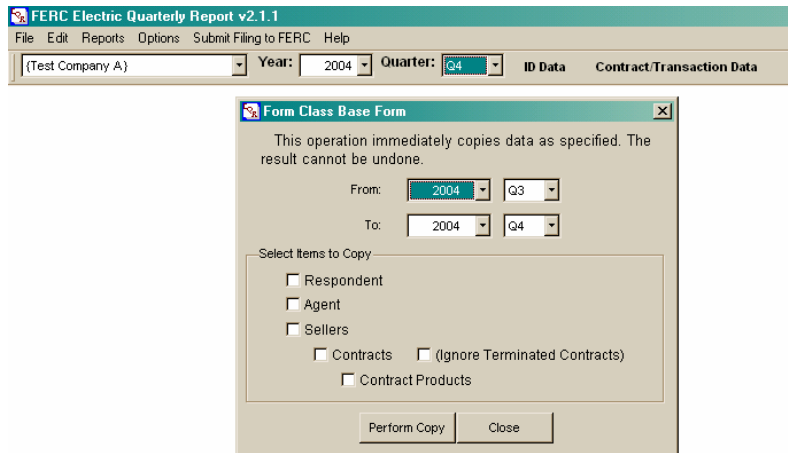 FERC Electric Quarterly Report v2.1.1
File Edit Reports Options Submit Filing to FERC Help
{Test Company A} Year: 2004 Quarter: Q4 ID Data Contract/Transaction Data
Form Class Base Form
This operation immediately copies data as specified. The
result cannot be undone.
From: 2004 Q3
To: 2004 Q4
Select Items to Copy
Respondent
Agent
Sellers
Contracts (Ignore Terminated Contracts)
Contract Products
Perform Copy Close